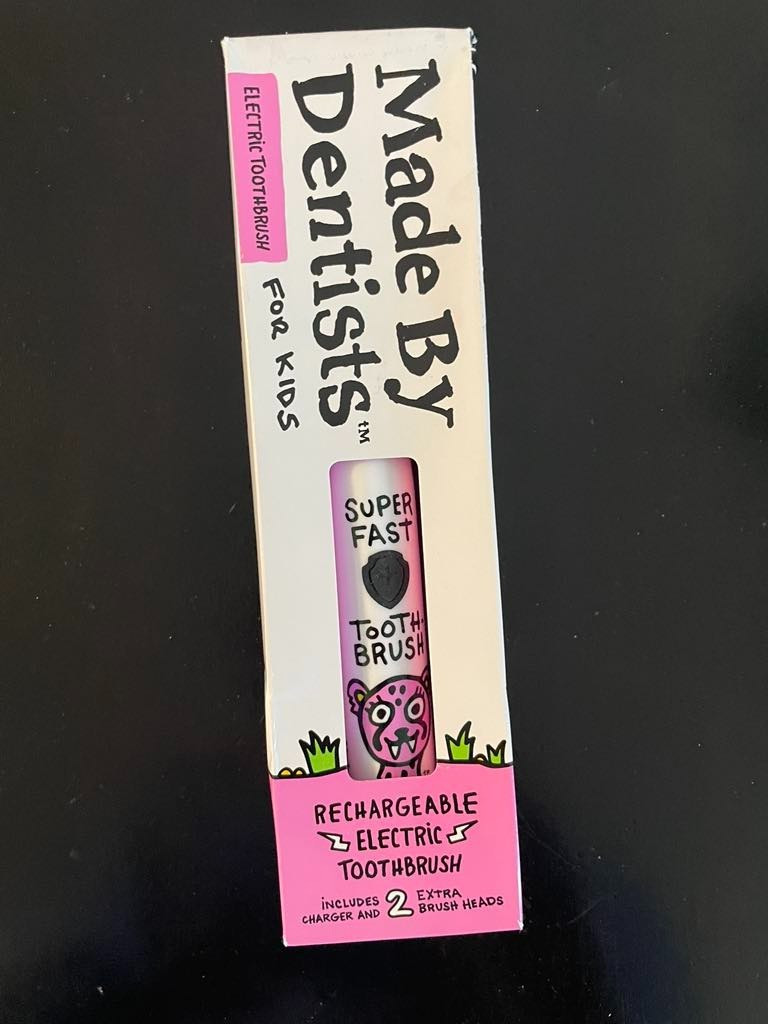 Made By
Dentists™
FOR KIDS
ELECTRIC TOOTHBRUSH
SUPER
FAST
TOOTH-
BRUSH
RECHARGEABLE
ELECTRIC
TOOTHBRUSH
INCLUDES
CHARGER AND 2 EXTRA
BRUSH HEADS